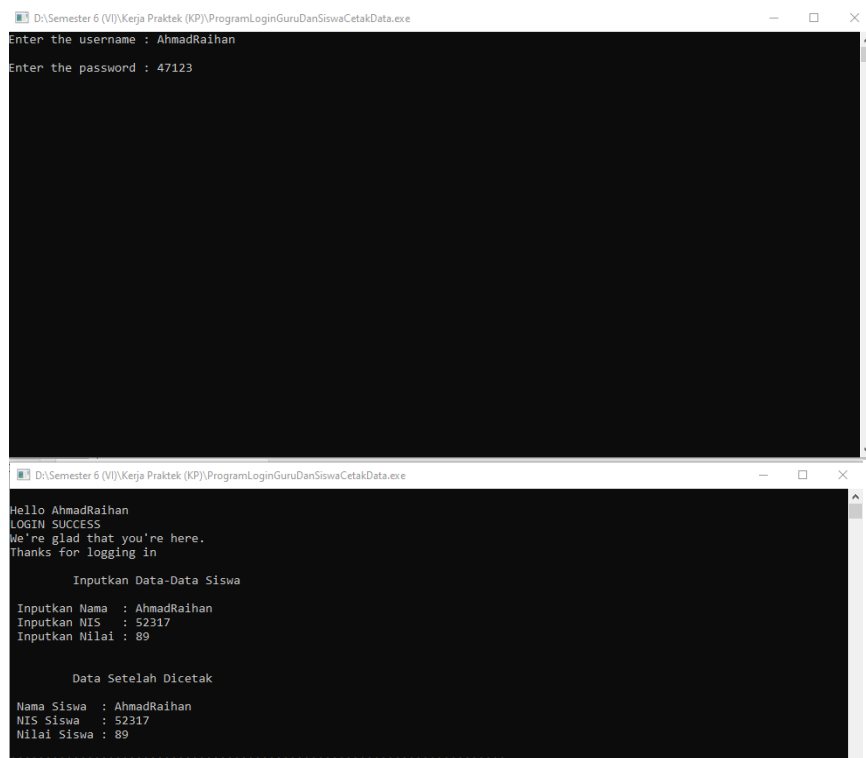 D:\Semester 6 (VI)\Kerja Praktek (KP)\ProgramLoginGuruDanSiswaCetakData.exe
Enter the username : AhmadRaihan
Enter the password : 47123
D:\Semester 6 (VI)\Kerja Praktek (KP)\ProgramLoginGuruDanSiswaCetakData.exe
Hello AhmadRaihan
LOGIN SUCCESS
We're glad that you're here.
Thanks for logging in
Inputkan Data-Data Siswa
Inputkan Nama : AhmadRaihan
Inputkan NIS : 52317
Inputkan Nilai : 89
Data Setelah Dicetak
Nama Siswa : AhmadRaihan
NIS Siswa : 52317
Nilai Siswa : 89